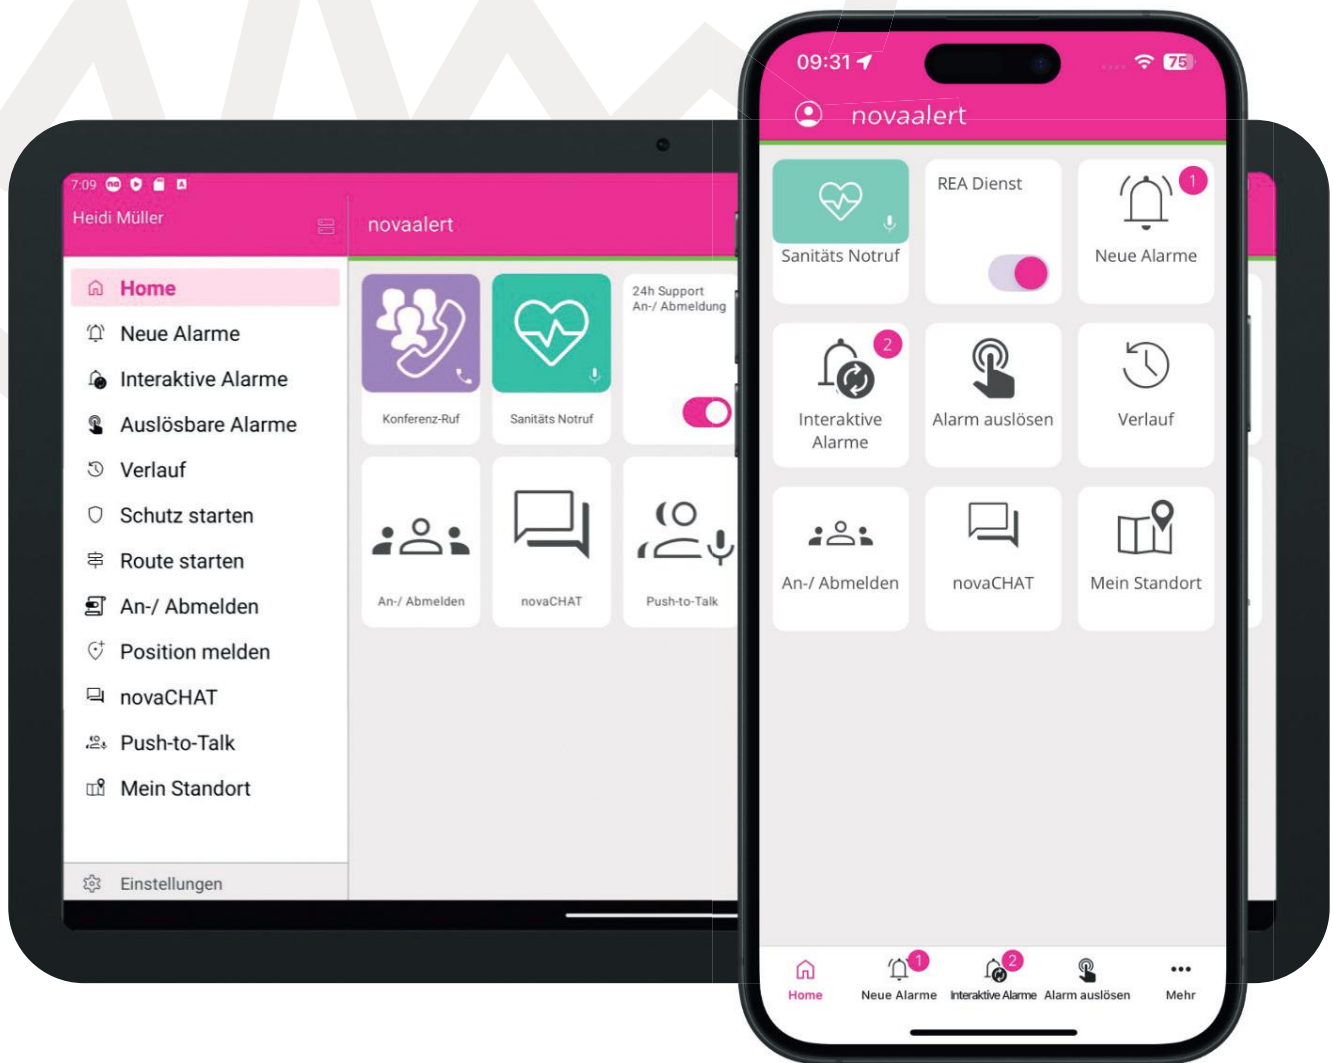 7:09
Heidi Müller
novaalert
Home
Neue Alarme
Interaktive Alarme
Auslösbare Alarme
Verlauf
Schutz starten
Route starten
An-/ Abmelden
Position melden
novaCHAT
Push-to-Talk
Mein Standort
Einstellungen
Konferenz-Ruf
Sanitäts Notruf
24h Support
An-/ Abmeldung
An-/ Abmelden
novaCHAT
Push-to-Talk
09:31
75
novaalert
Sanitäts Notruf
REA Dienst
1
Neue Alarme
2
Interaktive
Alarme
Alarm auslösen
Verlauf
An-/ Abmelden
novaCHAT
Mein Standort
Home
1
Neue Alarme
2
Interaktive Alarme
Alarm auslösen
Mehr